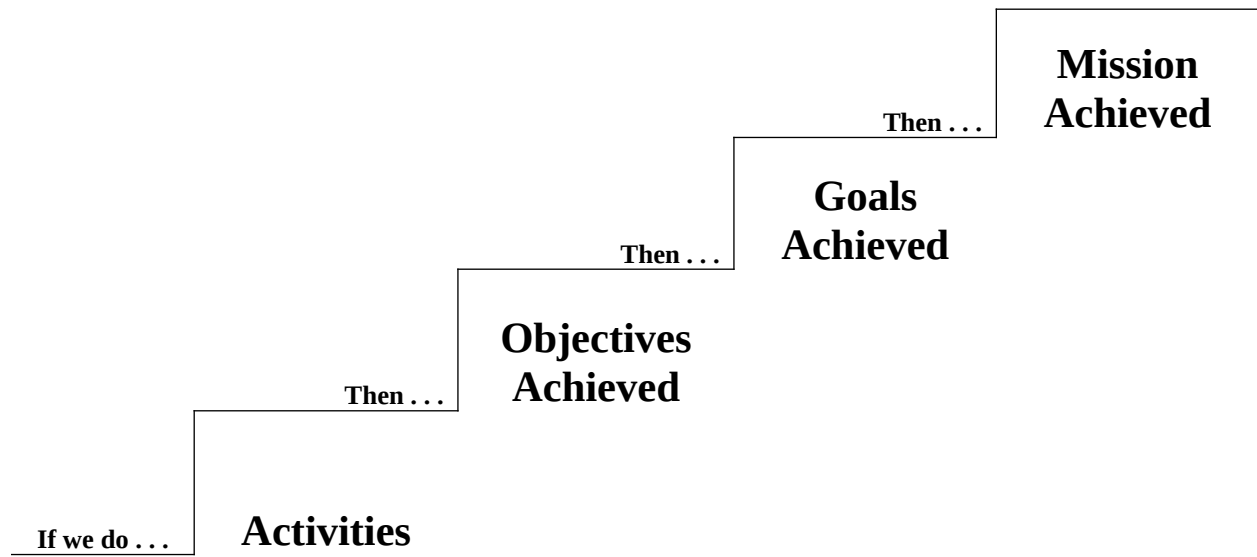 Mission
Achieved
Then . . .
Goals
Achieved
Then . . .
Objectives
Achieved
Then . . .
If we do . . .
Activities